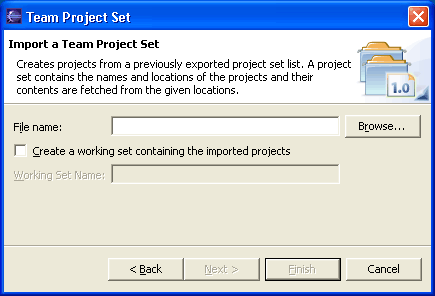 Team Project Set
Import a Team Project Set
Creates projects from a previously exported project set list. A project
set contains the names and locations of the projects and their
contents are fetched from the given locations.
1.0
File name:
Browse...
Create a working set containing the imported projects
Working Set Name:
< Back
Next >
Finish
Cancel